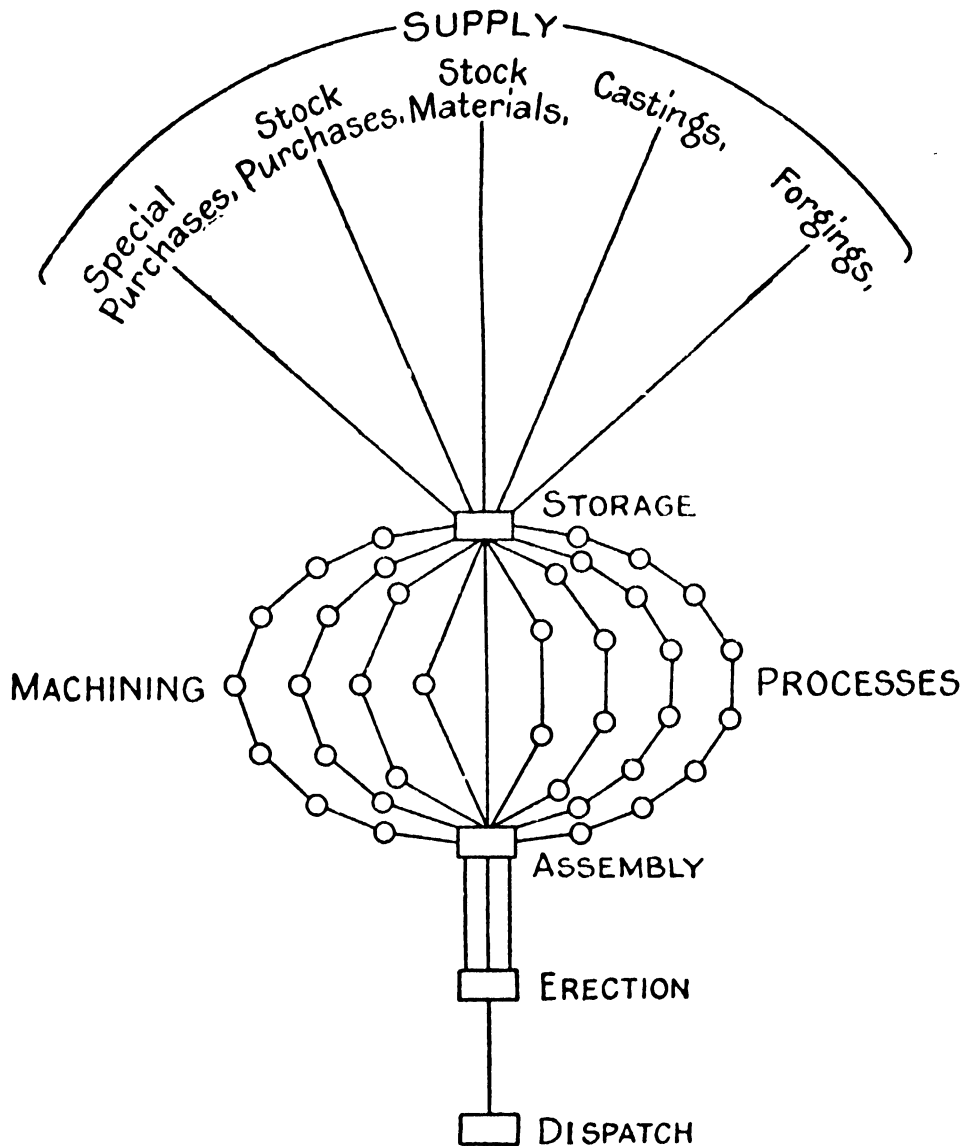 SUPPLY
Special
Purchases,
Stock
Purchases,
Stock
Materials,
Castings,
Forgings,
STORAGE
MACHINING
PROCESSES
ASSEMBLY
ERECTION
DISPATCH